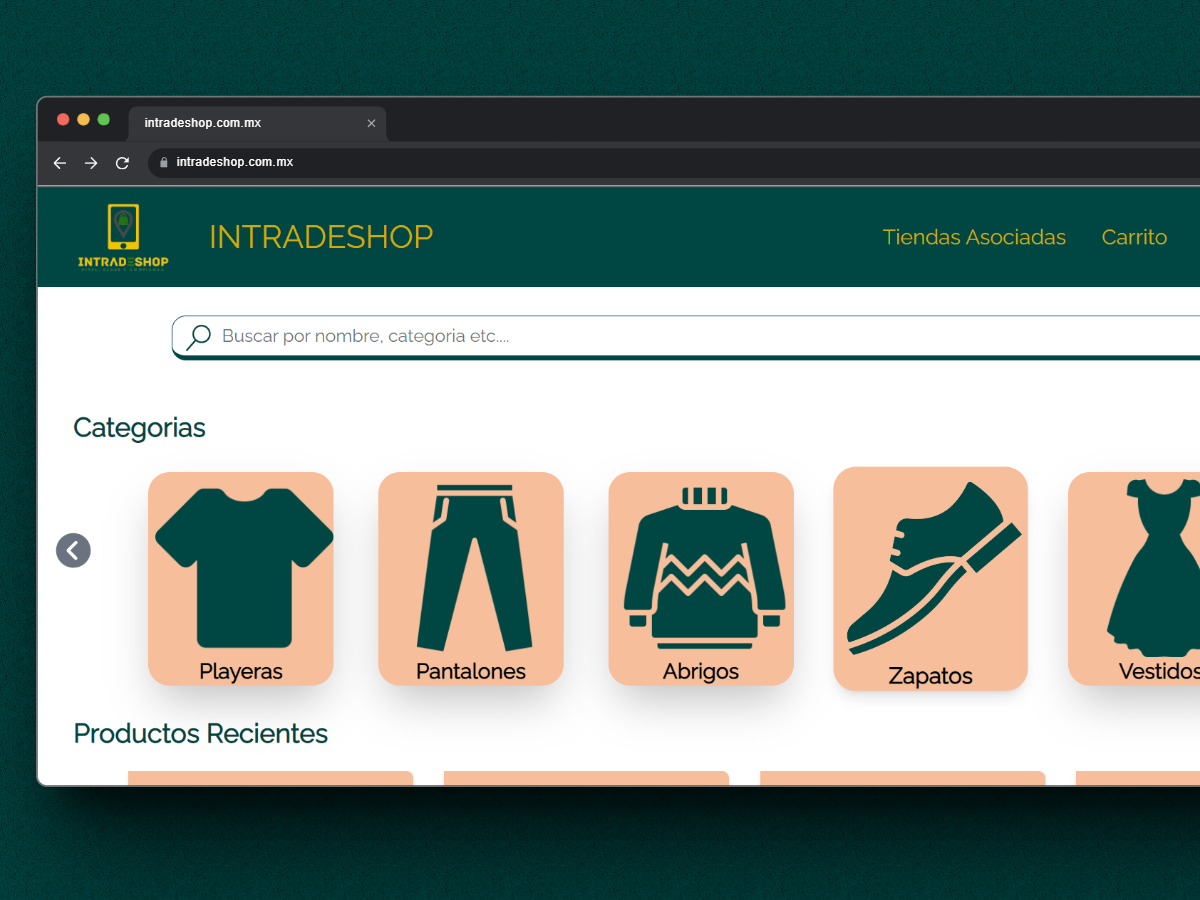 intradeshop.com.mx
intradeshop.com.mx
INTRADESHOP
INTRADESHOP
Tiendas Asociadas
Carrito
Buscar por nombre, categoria etc....
Categorias
Playeras
Pantalones
Abrigos
Zapatos
Vestidos
Productos Recientes